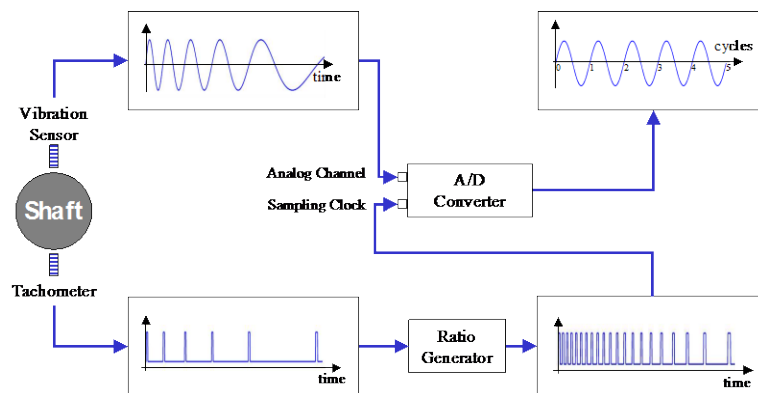 time
cycles
0 1 2 3 4 5
Vibration
Sensor
Analog Channel
A/D
Converter
Sampling Clock
Shaft
Tachometer
Ratio
Generator
time
time